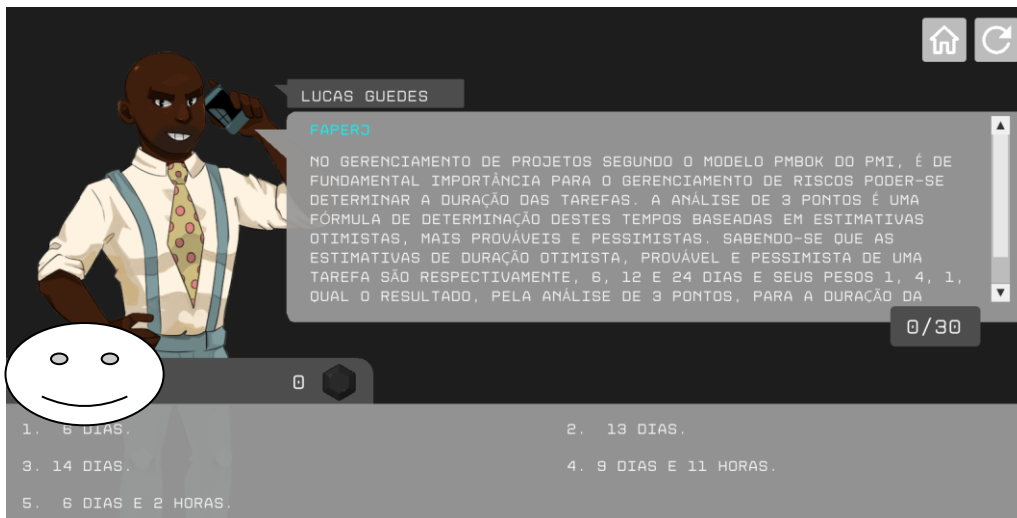 LUCAS GUEDES
FAPERJ
NO GERENCIAMENTO DE PROJETOS SEGUNDO O MODELO PMBOK DO PMI, É DE
FUNDAMENTAL IMPORTÂNCIA PARA O GERENCIAMENTO DE RISCOS PODER-SE
DETERMINAR A DURAÇÃO DAS TAREFAS. A ANÁLISE DE 3 PONTOS É UMA
FÓRMULA DE DETERMINAÇÃO DESTES TEMPOS BASEADAS EM ESTIMATIVAS
OTIMISTAS, MAIS PROVÁVEIS E PESSIMISTAS. SABENDO-SE QUE AS
ESTIMATIVAS DE DURAÇÃO OTIMISTA, PROVÁVEL E PESSIMISTA DE UMA
TAREFA SÃO RESPECTIVAMENTE, 6, 12 E 24 DIAS E SEUS PESOS 1, 4, 1,
QUAL O RESULTADO, PELA ANÁLISE DE 3 PONTOS, PARA A DURAÇÃO DA
0/30
0
1. 6 DIAS.
2. 13 DIAS.
3. 14 DIAS.
4. 9 DIAS E 11 HORAS.
5. 6 DIAS E 2 HORAS.